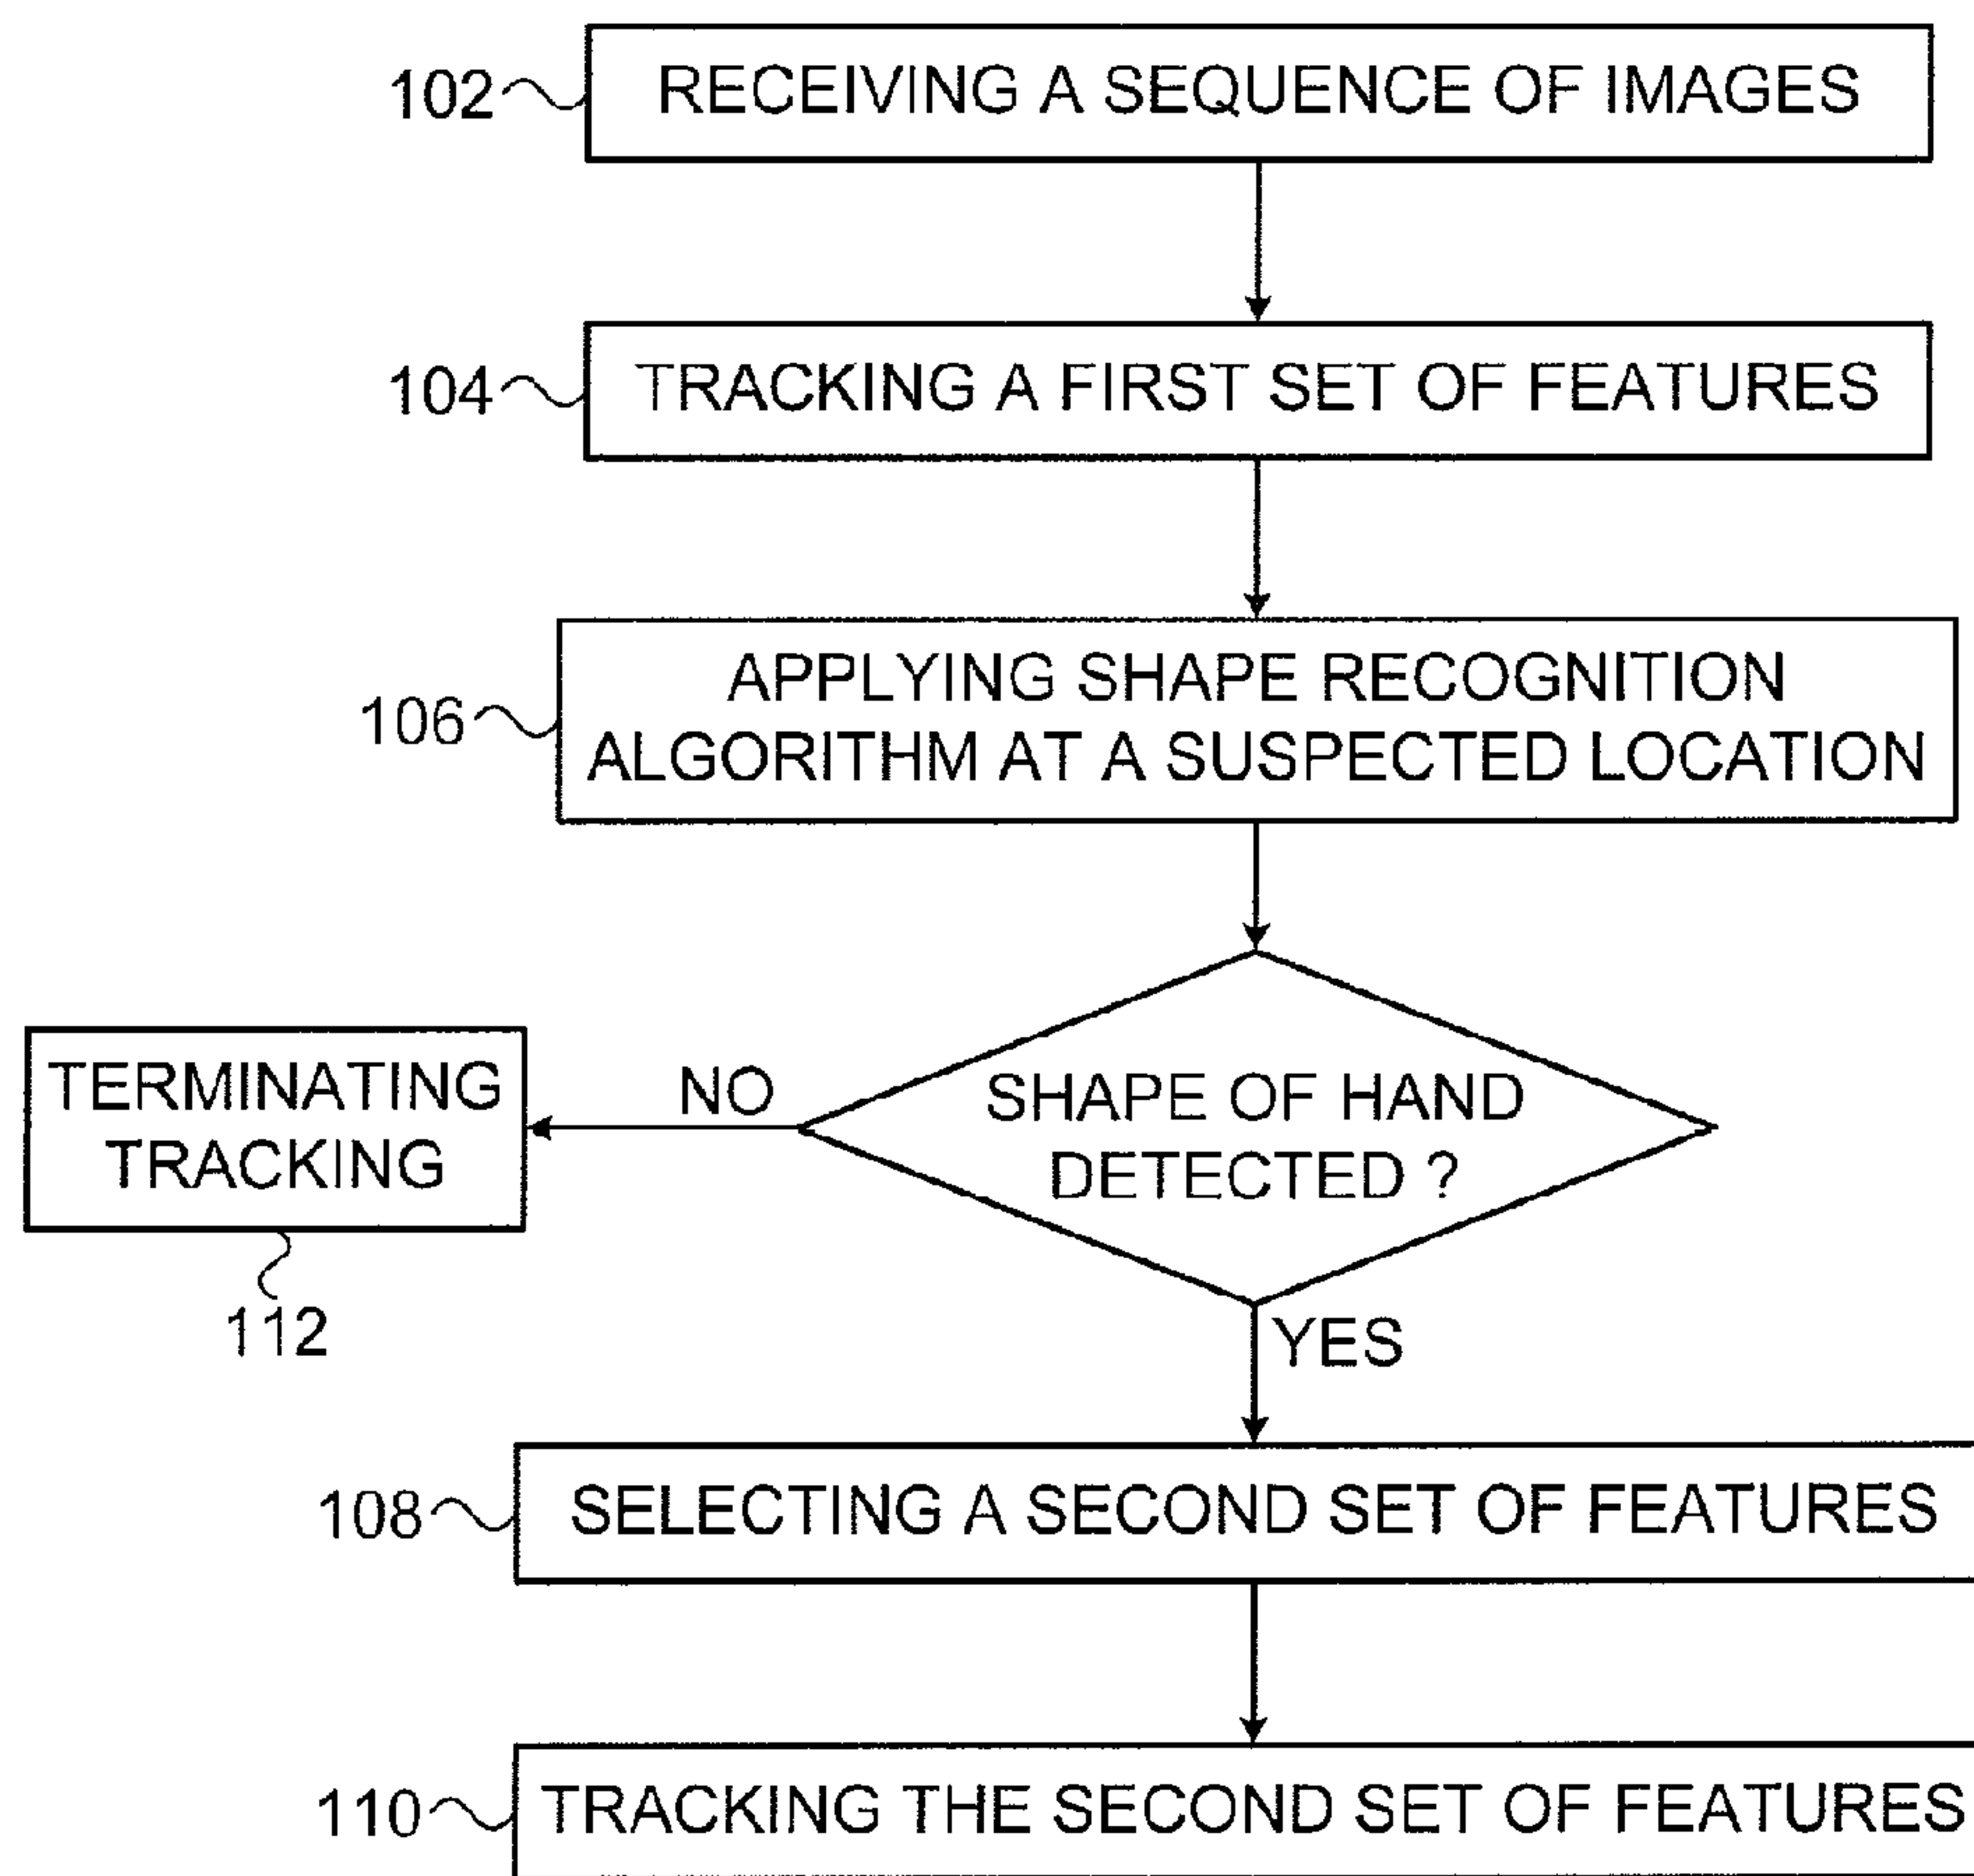 102
RECEIVING A SEQUENCE OF IMAGES
104
TRACKING A FIRST SET OF FEATURES
106
APPLYING SHAPE RECOGNITION
ALGORITHM AT A SUSPECTED LOCATION
SHAPE OF HAND
DETECTED ?
NO
TERMINATING
TRACKING
112
YES
108
SELECTING A SECOND SET OF FEATURES
110
TRACKING THE SECOND SET OF FEATURES